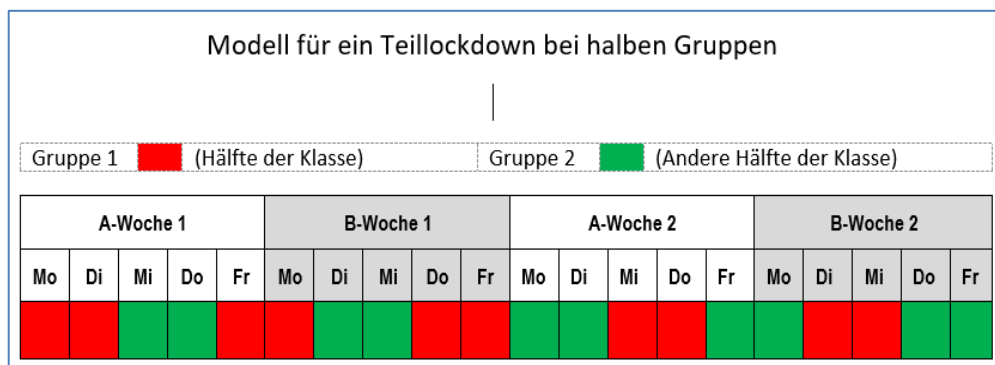 Modell für ein Teillockdown bei halben Gruppen
Gruppe 1 (Hälfte der Klasse) Gruppe 2 (Andere Hälfte der Klasse)
A-Woche 1 B-Woche 1 A-Woche 2 B-Woche 2
Mo Di Mi Do Fr Mo Di Mi Do Fr Mo Di Mi Do Fr Mo Di Mi Do Fr